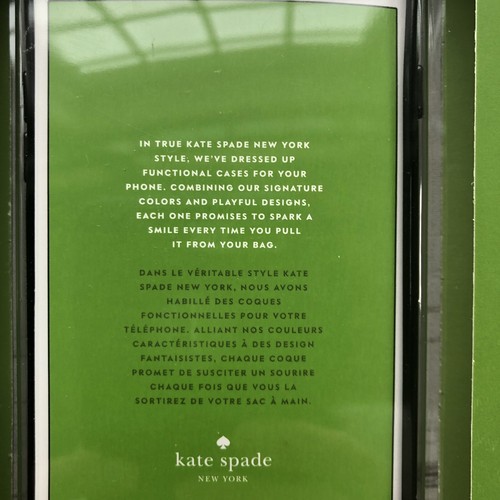 IN TRUE KATE SPADE NEW YORK
STYLE, WE'VE DRESSED UP
FUNCTIONAL CASES FOR YOUR
PHONE. COMBINING OUR SIGNATURE
COLORS AND PLAYFUL DESIGNS,
EACH ONE PROMISES TO SPARK A
SMILE EVERY TIME YOU PULL
IT FROM YOUR BAG.
DANS LE VÉRITABLE STYLE KATE
SPADE NEW YORK, NOUS AVONS
HABILLÉ DES COQUES
FONCTIONNELLES POUR VOTRE
TÉLÉPHONE. ALLIANT NOS COULEURS
CARACTÉRISTIQUES À DES DESIGN
FANTAISISTES, CHAQUE COQUE
PROMET DE SUSCITER UN SOURIRE
CHAQUE FOIS QUE VOUS LA
SORTIREZ DE VOTRE SAC À MAIN.
kate spade
NEW YORK